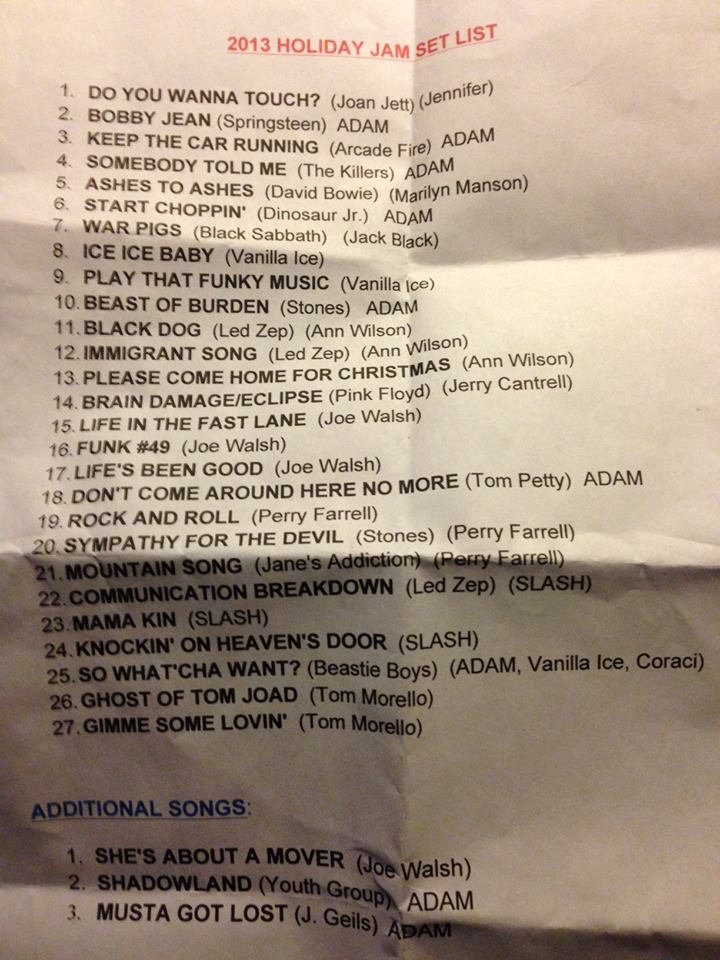 2013 HOLIDAY JAM SET LIST
1. DO YOU WANNA TOUCH? (Joan Jett) (Jennifer)
2. BOBBY JEAN (Springsteen) ADAM
3. KEEP THE CAR RUNNING (Arcade Fire) ADAM
4. SOMEBODY TOLD ME (The Killers) ADAM
5. ASHES TO ASHES (David Bowie) (Marilyn Manson)
6. START CHOPPIN' (Dinosaur Jr.) ADAM
7. WAR PIGS (Black Sabbath) (Jack Black)
8. ICE ICE BABY (Vanilla Ice)
9. PLAY THAT FUNKY MUSIC (Vanilla Ice)
10. BEAST OF BURDEN (Stones) ADAM
11. BLACK DOG (Led Zep) (Ann Wilson)
12. IMMIGRANT SONG (Led Zep) (Ann Wilson)
13. PLEASE COME HOME FOR CHRISTMAS (Ann Wilson)
14. BRAIN DAMAGE/ECLIPSE (Pink Floyd) (Jerry Cantrell)
15. LIFE IN THE FAST LANE (Joe Walsh)
16. FUNK #49 (Joe Walsh)
17. LIFE'S BEEN GOOD (Joe Walsh)
18. DON'T COME AROUND HERE NO MORE (Tom Petty) ADAM
19. ROCK AND ROLL (Perry Farrell)
20. SYMPATHY FOR THE DEVIL (Stones) (Perry Farrell)
21. MOUNTAIN SONG (Jane's Addiction) (Perry Farrell)
22. COMMUNICATION BREAKDOWN (Led Zep) (SLASH)
23. MAMA KIN (SLASH)
24. KNOCKIN' ON HEAVEN'S DOOR (SLASH)
25. SO WHAT'CHA WANT? (Beastie Boys) (ADAM, Vanilla Ice, Coraci)
26. GHOST OF TOM JOAD (Tom Morello)
27. GIMME SOME LOVIN' (Tom Morello)
ADDITIONAL SONGS:
1. SHE'S ABOUT A MOVER (Joe Walsh)
2. SHADOWLAND (Youth Group) ADAM
3. MUSTA GOT LOST (J. Geils) ADAM